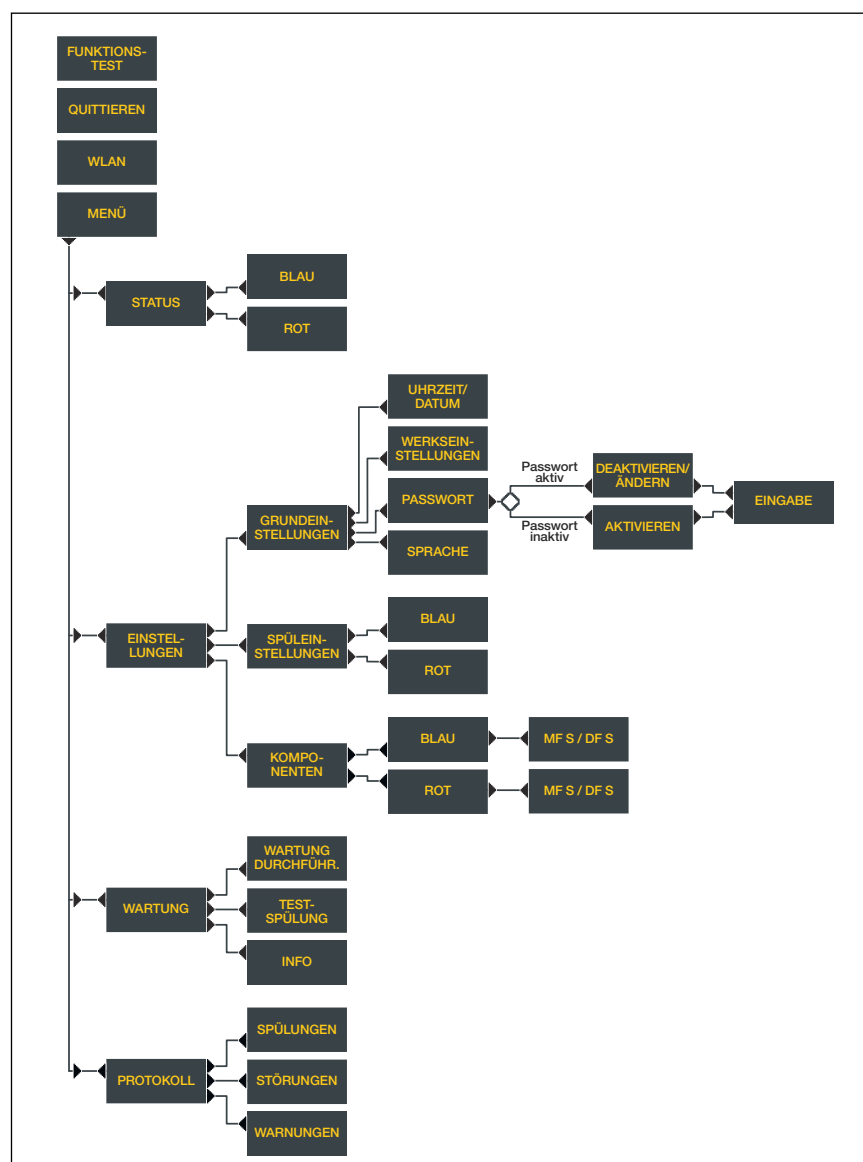 FUNKTIONS-
TEST
QUITTIEREN
WLAN
MENÜ
STATUS
BLAU
ROT
EINSTEL-
LUNGEN
GRUNDEIN-
STELLUNGEN
UHRZEIT/
DATUM
WERKSEIN-
STELLUNGEN
PASSWORT
Passwort
aktiv
DEAKTIVIEREN/
ÄNDERN
Passwort
inaktiv
AKTIVIEREN
EINGABE
SPRACHE
SPÜLEIN-
STELLUNGEN
BLAU
ROT
KOMPO-
NENTEN
BLAU
MF S / DF S
ROT
MF S / DF S
WARTUNG
WARTUNG
DURCHFÜHR.
TEST-
SPÜLUNG
INFO
PROTOKOLL
SPÜLUNGEN
STÖRUNGEN
WARNUNGEN